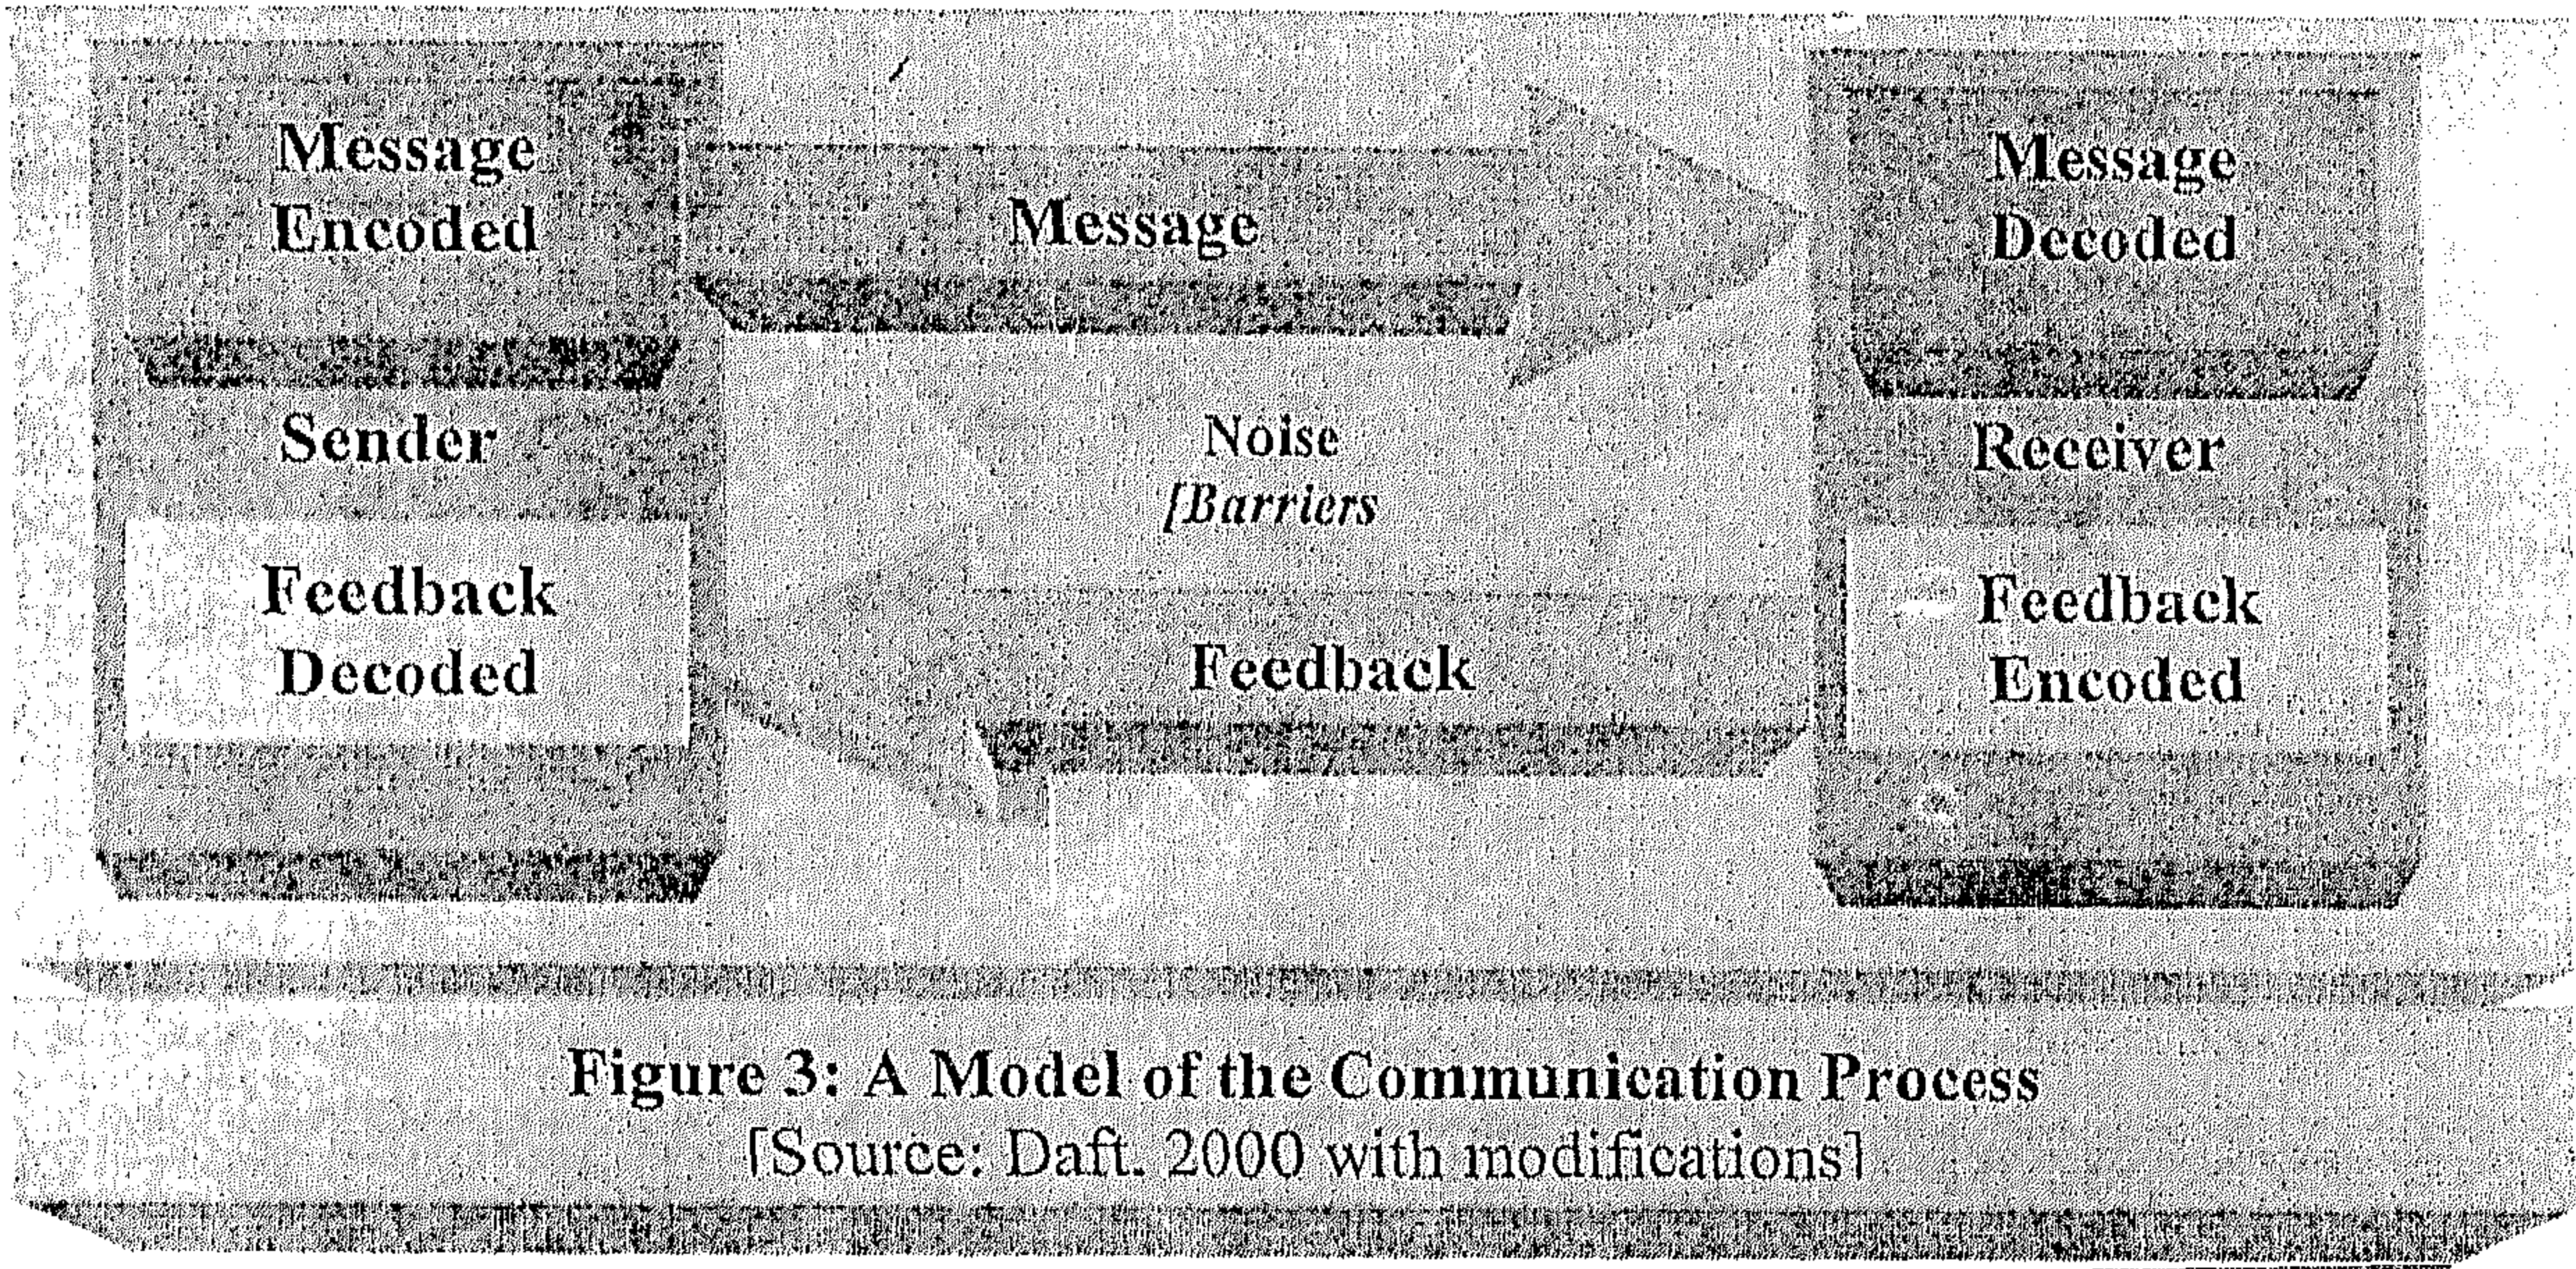 Message
Encoded
Message
Message
Decoded
Sender
Noise
[Barriers
Receiver
Feedback
Decoded
Feedback
Feedback
Encoded
Figure 3: A Model of the Communication Process
[Source: Daft. 2000 with modifications]